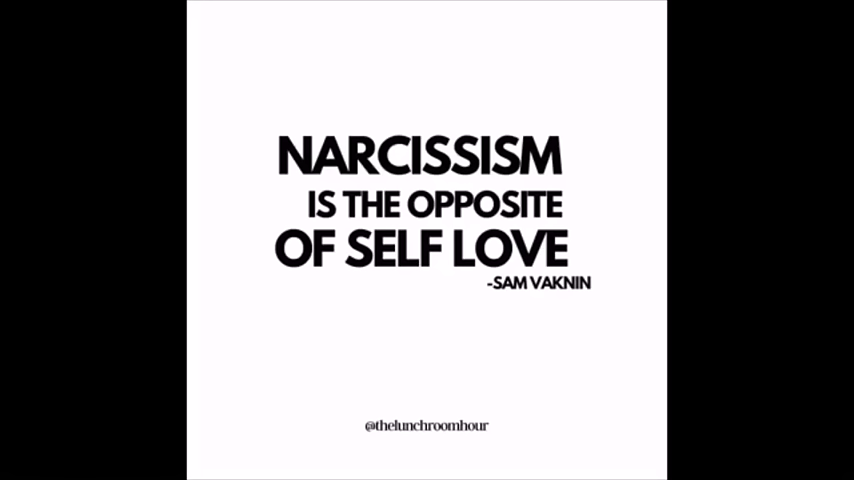 NARCISSISM
IS THE OPPOSITE
OF SELF LOVE
-SAM VAKNIN
@thelunchroomhour